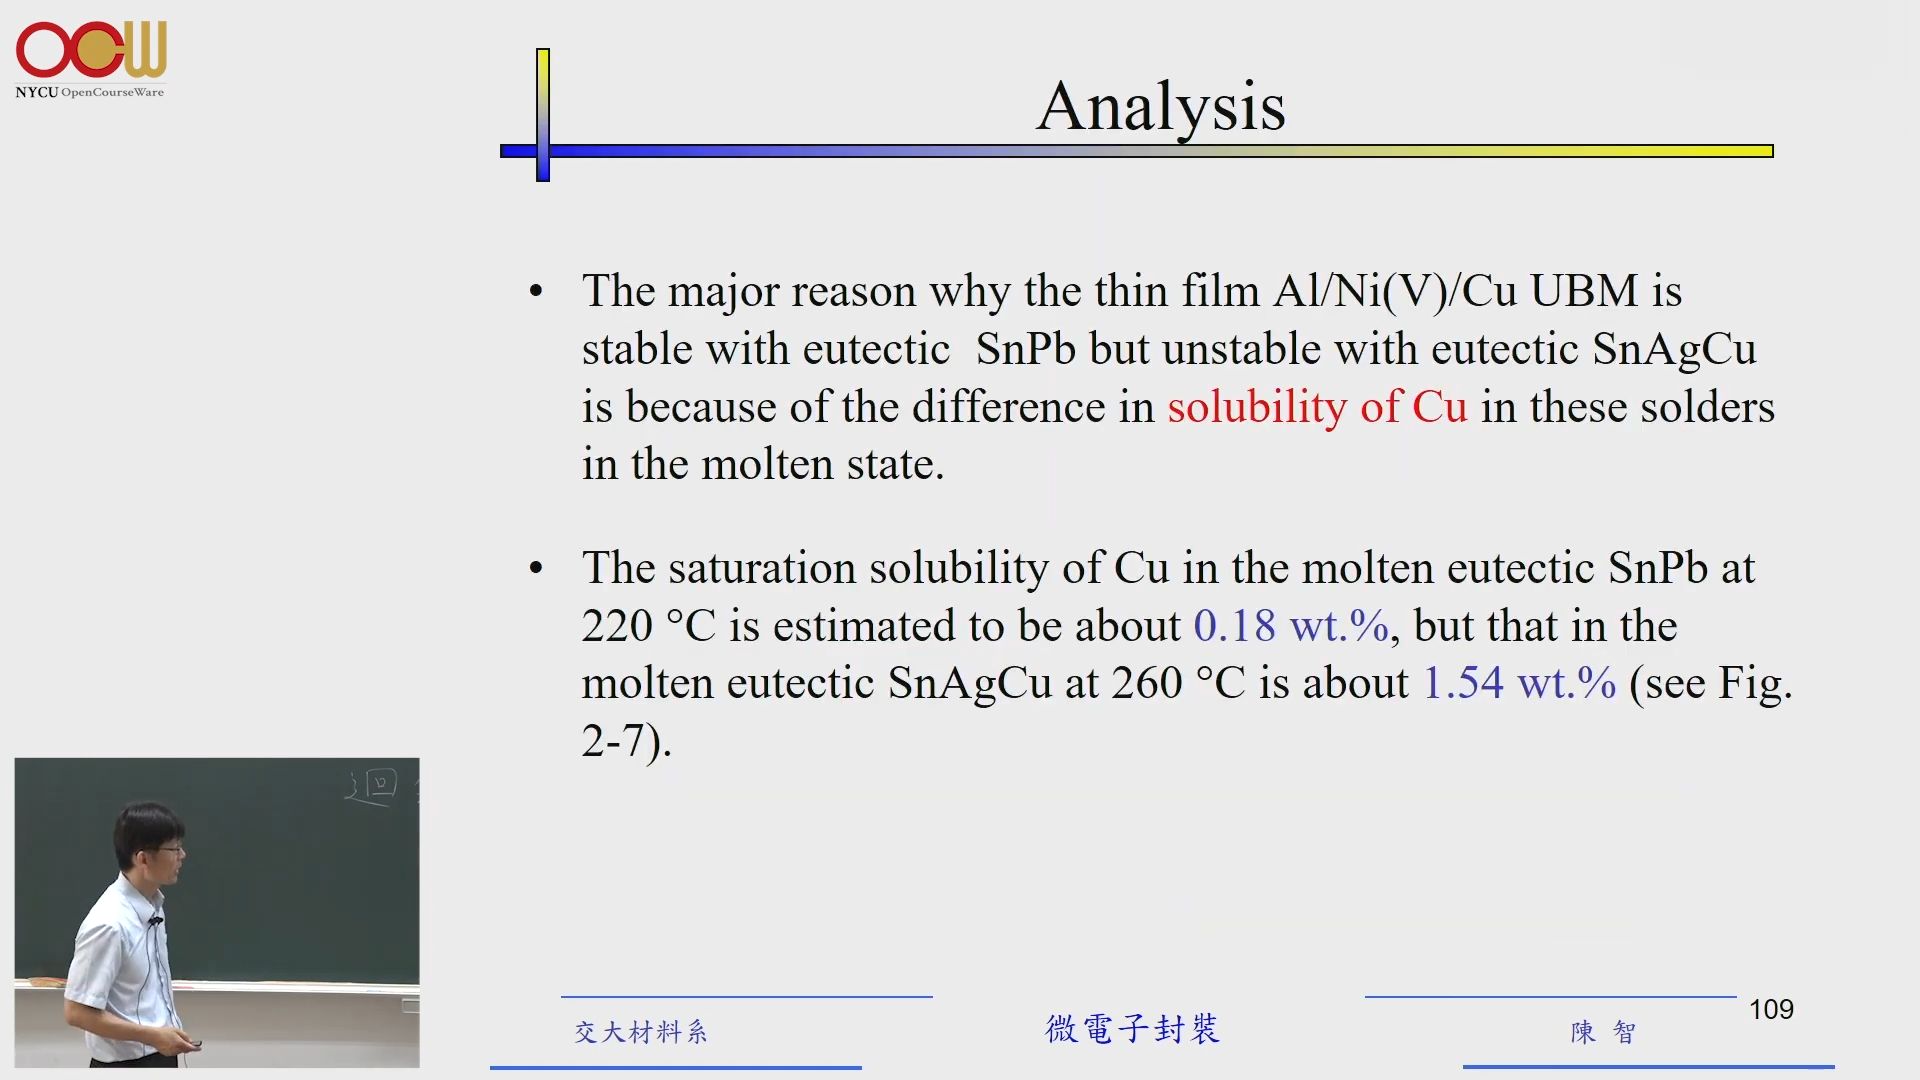 NYCU OpenCourseWare
Analysis
• The major reason why the thin film Al/Ni(V)/Cu UBM is
stable with eutectic SnPb but unstable with eutectic SnAgCu
is because of the difference in solubility of Cu in these solders
in the molten state.
• The saturation solubility of Cu in the molten eutectic SnPb at
220 °C is estimated to be about 0.18 wt.%, but that in the
molten eutectic SnAgCu at 260 °C is about 1.54 wt.% (see Fig.
2-7).
迴
交大材料系
微電子封裝
陳 智
109